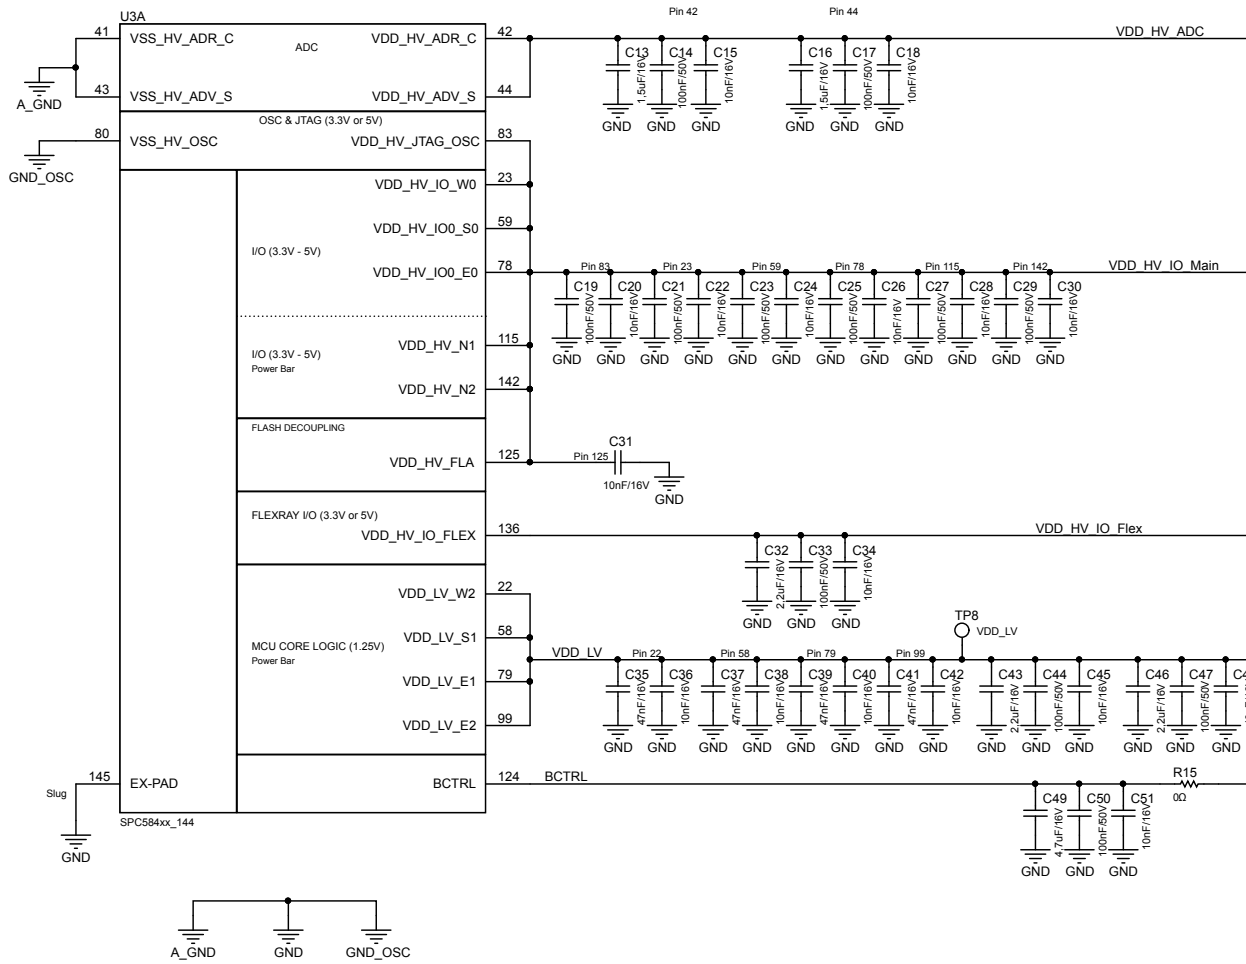 U3A
Pin 42
Pin 44
41
VSS_HV_ADR_C
ADC
VDD_HV_ADR_C
42
VDD_HV_ADC
C13
1,5uF/16V
C14
100nF/50V
C15
10nF/16V
C16
1,5uF/16V
C17
100nF/50V
C18
10nF/16V
A_GND
43
VSS_HV_ADV_S
VDD_HV_ADV_S
44
GND
GND
GND
GND
GND
GND
OSC & JTAG (3.3V or 5V)
80
VSS_HV_OSC
VDD_HV_JTAG_OSC
83
GND_OSC
VDD_HV_IO_W0
23
VDD_HV_IO0_S0
59
I/O (3.3V - 5V)
VDD_HV_IO0_E0
78
Pin 83
Pin 23
Pin 59
Pin 78
Pin 115
Pin 142
VDD_HV_IO_Main
C19
100nF/50V
C20
10nF/16V
C21
100nF/50V
C22
10nF/16V
C23
100nF/50V
C24
10nF/16V
C25
100nF/50V
C26
10nF/16V
C27
100nF/50V
C28
10nF/16V
C29
100nF/50V
C30
10nF/16V
GND
GND
GND
GND
GND
GND
GND
GND
GND
GND
GND
GND
I/O (3.3V - 5V)
Power Bar
VDD_HV_N1
115
VDD_HV_N2
142
FLASH DECOUPLING
VDD_HV_FLA
125
Pin 125
C31
10nF/16V
GND
FLEXRAY I/O (3.3V or 5V)
VDD_HV_IO_FLEX
136
VDD_HV_IO_Flex
C32
2,2uF/16V
C33
100nF/50V
C34
10nF/16V
GND
GND
GND
VDD_LV_W2
22
TP8
VDD_LV
MCU CORE LOGIC (1.25V)
Power Bar
VDD_LV_S1
58
VDD_LV
Pin 22
Pin 58
Pin 79
Pin 99
VDD_LV_E1
79
C35
47nF/16V
C36
10nF/16V
C37
47nF/16V
C38
10nF/16V
C39
47nF/16V
C40
10nF/16V
C41
47nF/16V
C42
10nF/16V
C43
2,2uF/16V
C44
100nF/50V
C45
10nF/16V
C46
2,2uF/16V
C47
100nF/50V
VDD_LV_E2
99
GND
GND
GND
GND
GND
GND
GND
GND
GND
GND
GND
GND
GND
GND
145
EX-PAD
Slug
BCTRL
124
BCTRL
R15
0Ω
C49
4,7uF/16V
C50
100nF/50V
C51
10nF/16V
GND
GND
GND
GND
SPC584xx_144
A_GND
GND
GND_OSC